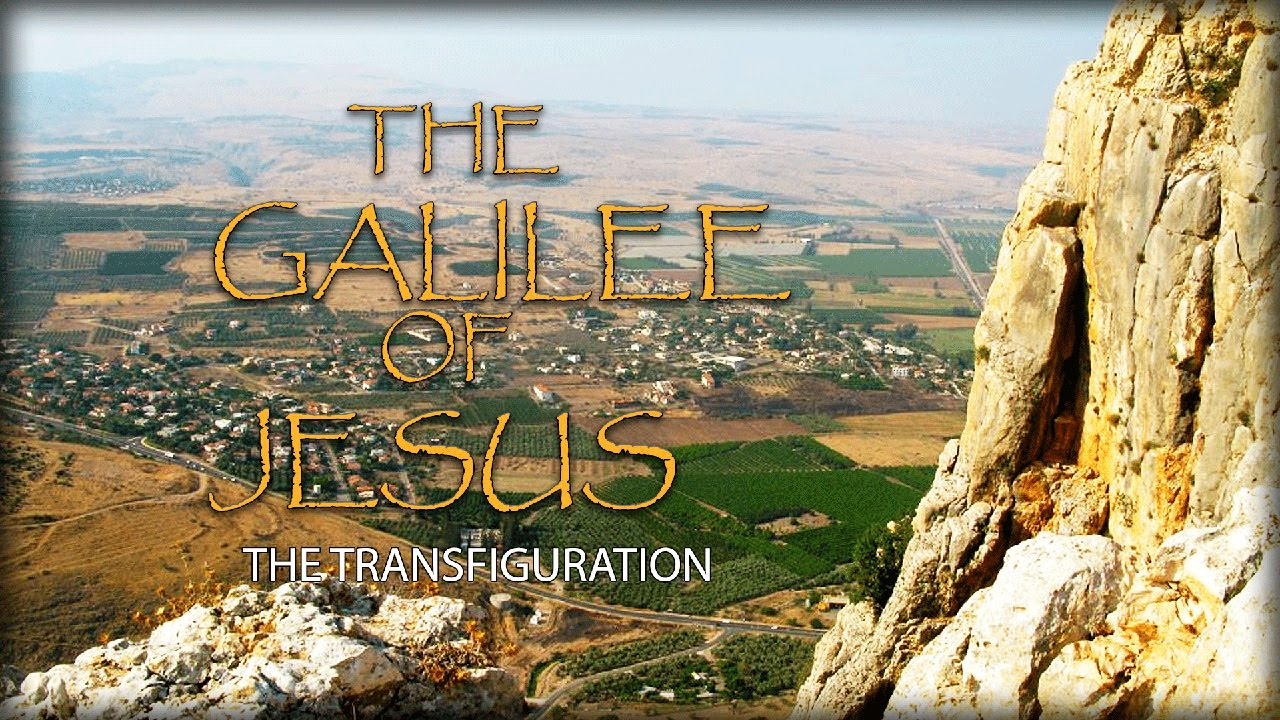 THE
GALILEE
OF
JESUS
THE TRANSFIGURATION